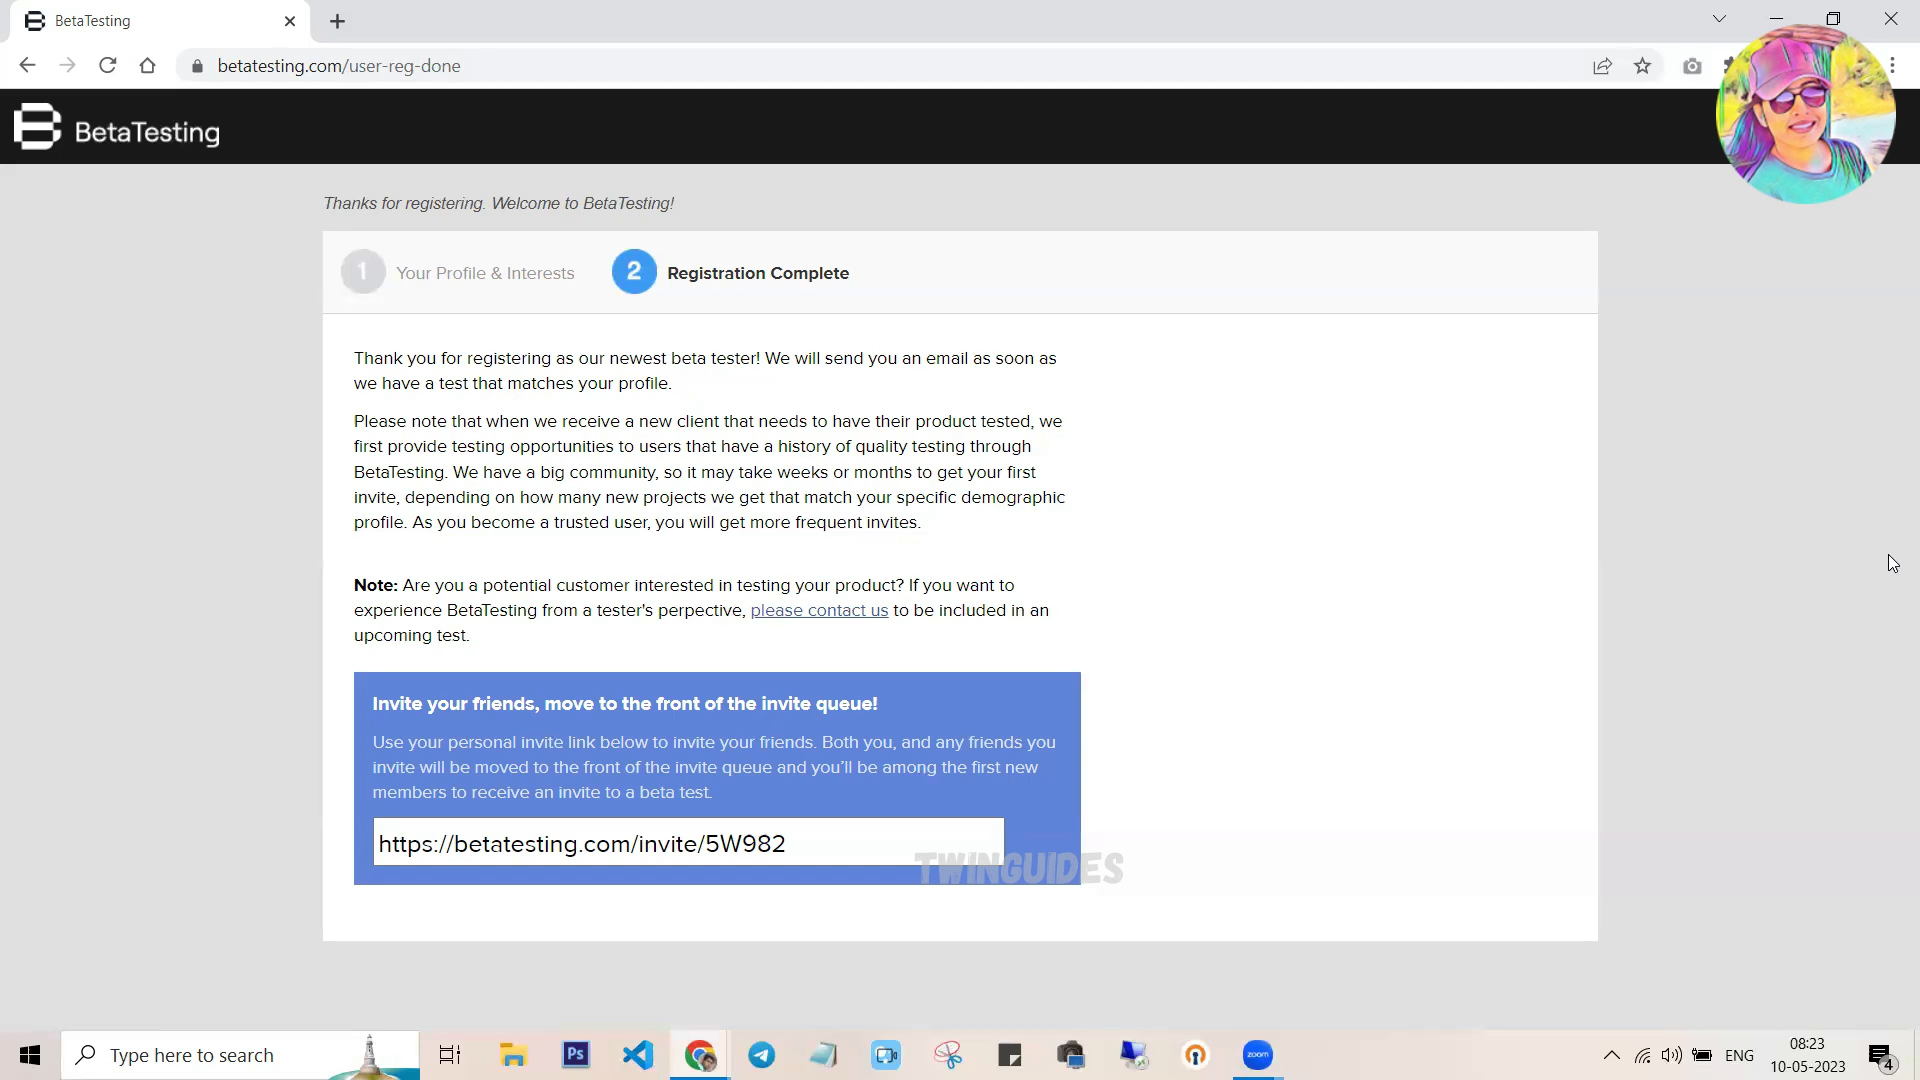 BetaTesting
betatesting.com/user-reg-done
BetaTesting
Thanks for registering. Welcome to BetaTesting!
1 Your Profile & Interests 2 Registration Complete
Thank you for registering as our newest beta tester! We will send you an email as soon as
we have a test that matches your profile.
Please note that when we receive a new client that needs to have their product tested, we
first provide testing opportunities to users that have a history of quality testing through
BetaTesting. We have a big community, so it may take weeks or months to get your first
invite, depending on how many new projects we get that match your specific demographic
profile. As you become a trusted user, you will get more frequent invites.
Note: Are you a potential customer interested in testing your product? If you want to
experience BetaTesting from a tester's perpective, please contact us to be included in an
upcoming test.
Invite your friends, move to the front of the invite queue!
Use your personal invite link below to invite your friends. Both you, and any friends you
invite will be moved to the front of the invite queue and you'll be among the first new
members to receive an invite to a beta test.
https://betatesting.com/invite/5W982
TWINGUIDES
Type here to search
Ps
zoom
ENG
08:23
10-05-2023
4